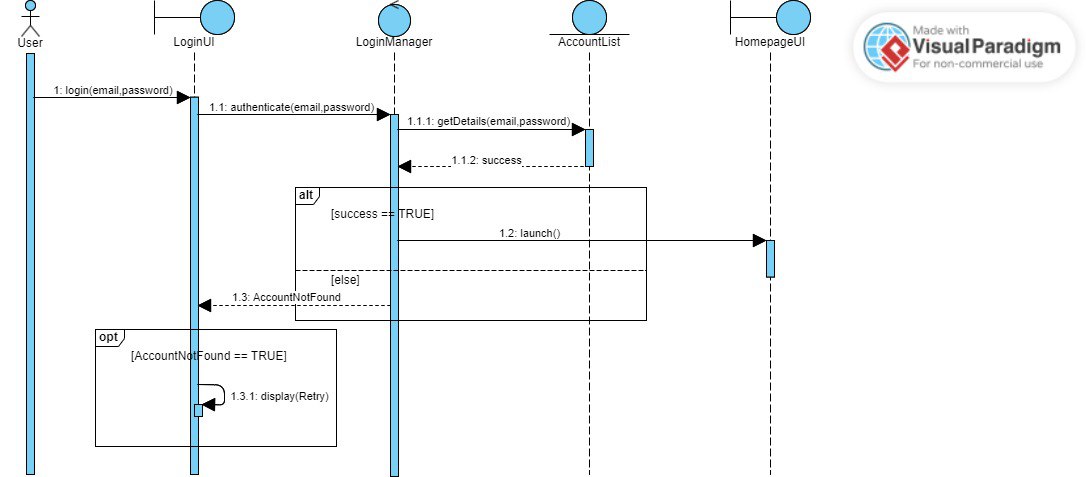 User
LoginUI
LoginManager
AccountList
HomepageUI
Made with
Visual Paradigm
For non-commercial use
1: login(email,password)
1.1: authenticate(email,password)
1.1.1: getDetails(email,password)
1.1.2: success
alt
[success == TRUE]
1.2: launch()
[else]
1.3: AccountNotFound
opt
[AccountNotFound == TRUE]
1.3.1: display(Retry)